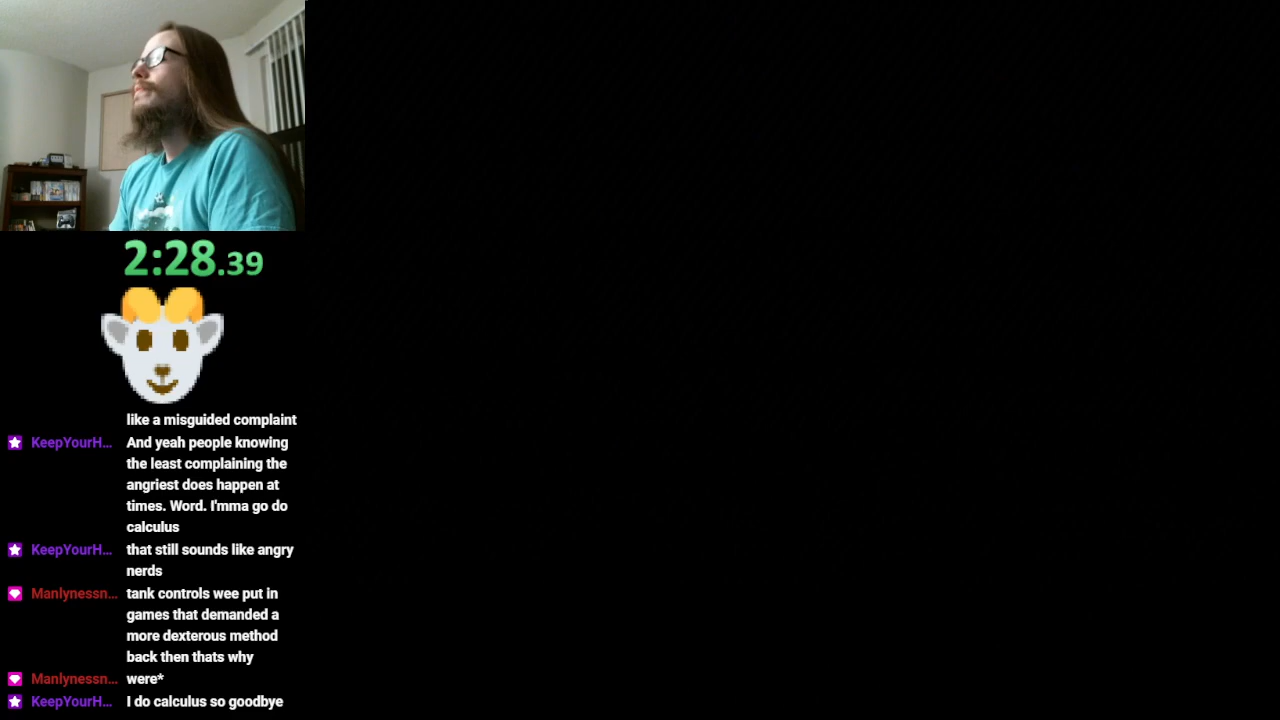 2:28.39
like a misguided complaint
KeepYourH... And yeah people knowing
the least complaining the
angriest does happen at
times. Word. I'mma go do
calculus
KeepYourH... that still sounds like angry
nerds
Manlynessn... tank controls wee put in
games that demanded a
more dexterous method
back then thats why
Manlynessn... were*
KeepYourH... I do calculus so goodbye